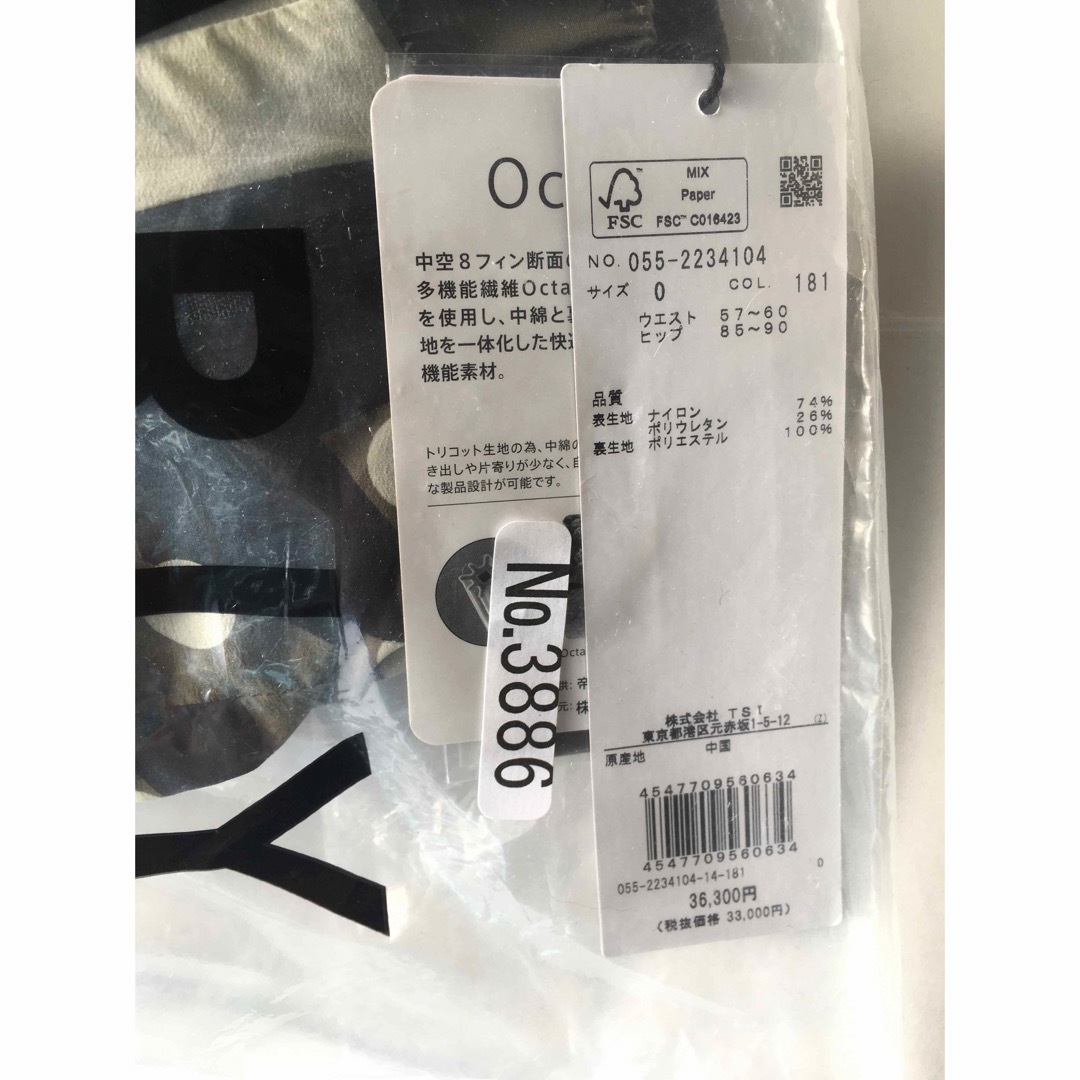 Oc
中空８フィン断面
多機能繊維Octa
を使用し、中綿と
地を一体化した快
機能素材。
トリコット生地の為、中綿の
き出しや片寄りが少なく、自
な製品設計が可能です。
Octa
供: 帝
元: 株
No.3886
MIX
Paper
FSC™ C016423
FSC
NO. 055-2234104
サイズ 0 COL. 181
ウエスト 57～60
ヒップ 85～90
品質
表生地 ナイロン 74%
ポリウレタン 26%
裏生地 ポリエステル 100%
株式会社 TSI
東京都港区元赤坂1-5-12 (Z)
原産地 中国
4547709560634
4547709560634
055-2234104-14-181 0
36,300円
(税抜価格 33,000円)
R
Y